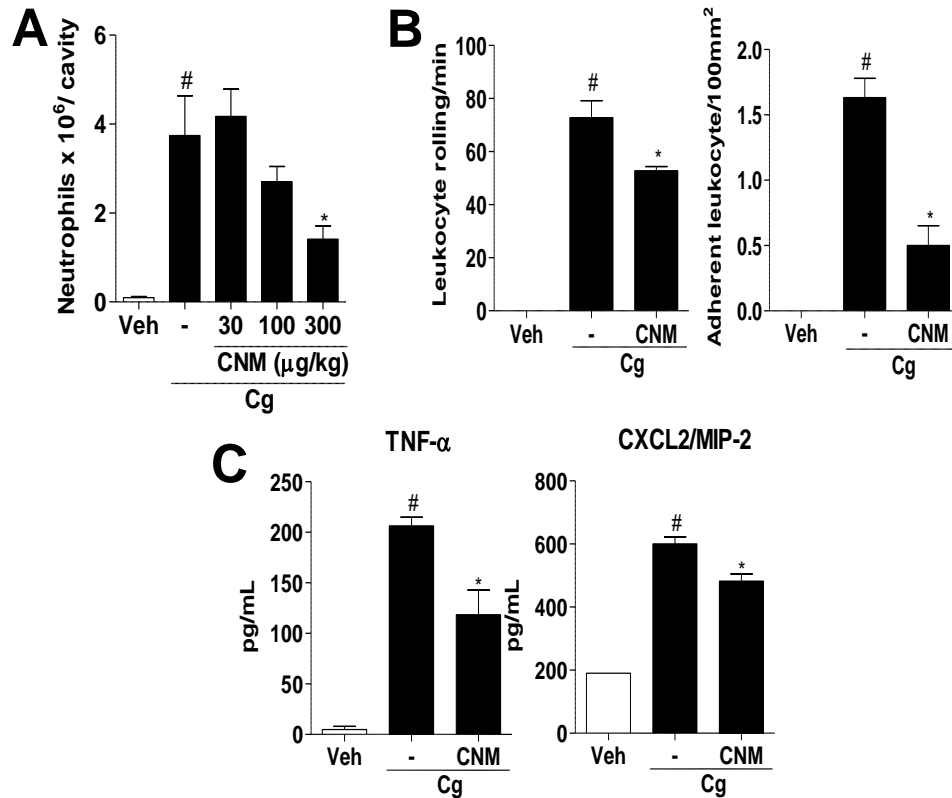 A
Neutrophils x 10⁶/ cavity
6
4
2
0
#
*
Veh - 30 100 300
CNM (μg/kg)
Cg
B
Leukocyte rolling/min
100
80
60
40
20
0
#
*
Veh - CNM
Cg
Adherent leukocyte/100mm²
2.0
1.5
1.0
0.5
0.0
#
*
Veh - CNM
Cg
C
TNF-α
pg/mL
250
200
150
100
50
0
#
*
Veh - CNM
Cg
CXCL2/MIP-2
pg/mL
800
600
400
200
0
#
*
Veh - CNM
Cg